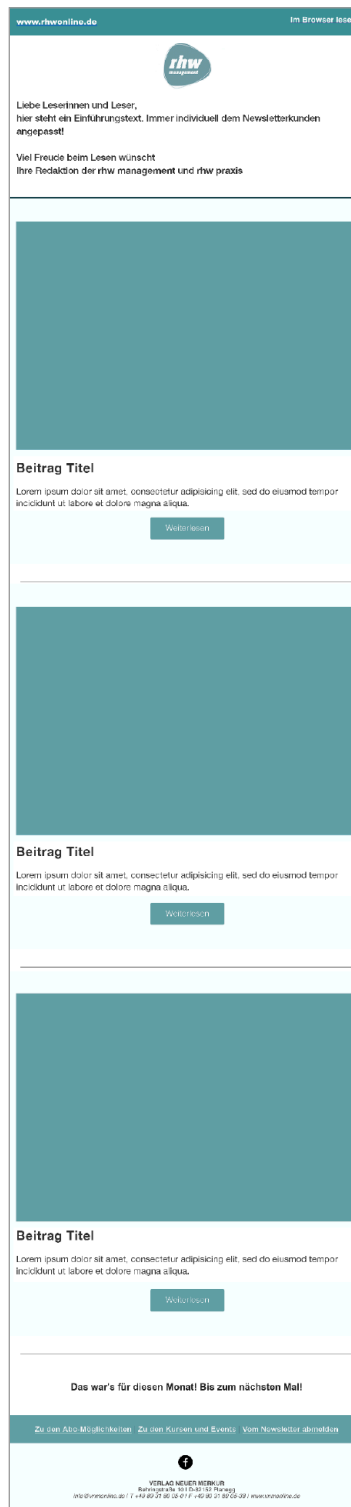 www.rhwonline.de
Im Browser lese
rhw
management
Liebe Leserinnen und Leser,
hier steht ein Einführungstext. Immer individuell dem Newsletterkunden
angepasst!
Viel Freude beim Lesen wünscht
Ihre Redaktion der rhw management und rhw praxis
Beitrag Titel
Lorem ipsum dolor sit amet, consectetur adipisicing elit, sed do eiusmod tempor
incididunt ut labore et dolore magna aliqua.
Weiterlesen
Beitrag Titel
Lorem ipsum dolor sit amet, consectetur adipisicing elit, sed do eiusmod tempor
incididunt ut labore et dolore magna aliqua.
Weiterlesen
Beitrag Titel
Lorem ipsum dolor sit amet, consectetur adipisicing elit, sed do eiusmod tempor
incididunt ut labore et dolore magna aliqua.
Weiterlesen
Das war's für diesen Monat! Bis zum nächsten Mal!
Zu den Abo-Möglichkeiten Zu den Kursen und Events Vom Newsletter abmelden
VERLAG NEUER MERKUR
Planegg